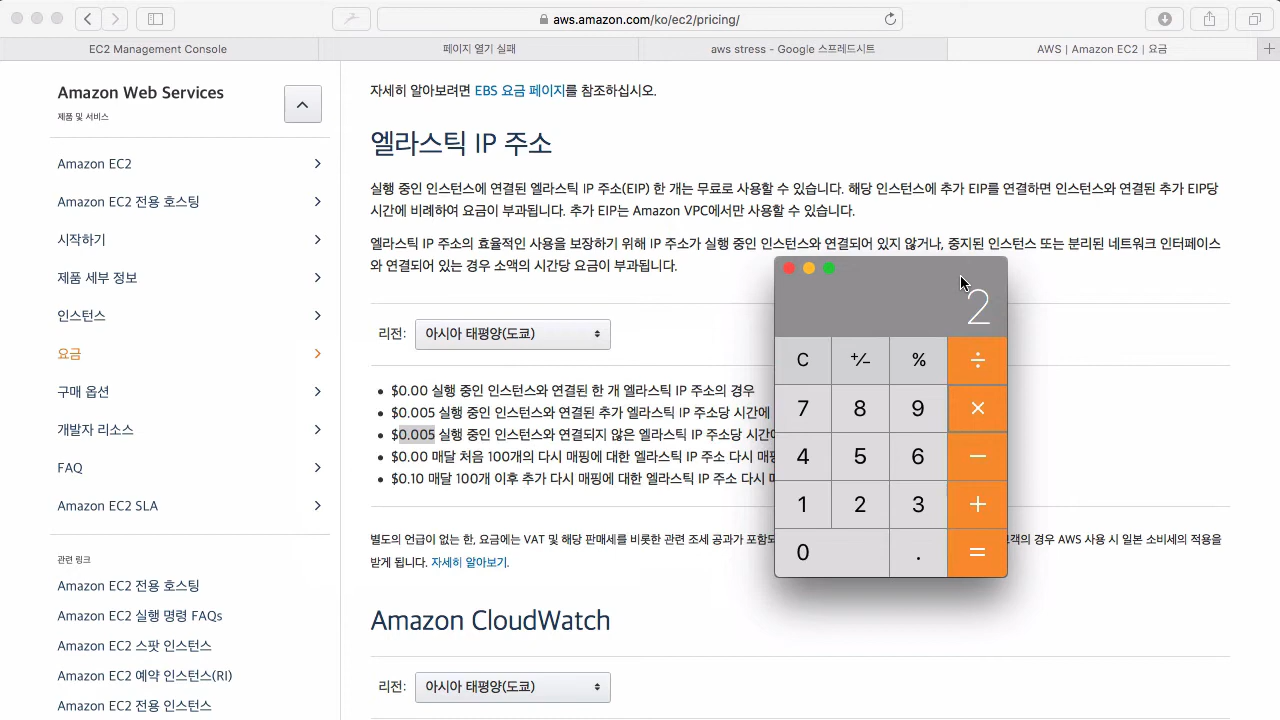 aws.amazon.com/ko/ec2/pricing/
EC2 Management Console
페이지 열기 실패
aws stress - Google 스프레드시트
AWS | Amazon EC2 | 요금
Amazon Web Services
제품 및 서비스
Amazon EC2
Amazon EC2 전용 호스팅
시작하기
제품 세부 정보
인스턴스
요금
구매 옵션
개발자 리소스
FAQ
Amazon EC2 SLA
관련 링크
Amazon EC2 전용 호스팅
Amazon EC2 실행 명령 FAQs
Amazon EC2 스팟 인스턴스
Amazon EC2 예약 인스턴스(RI)
Amazon EC2 전용 인스턴스
자세히 알아보려면 EBS 요금 페이지를 참조하십시오.
엘라스틱 IP 주소
실행 중인 인스턴스에 연결된 엘라스틱 IP 주소(EIP) 한 개는 무료로 사용할 수 있습니다. 해당 인스턴스에 추가 EIP를 연결하면 인스턴스와 연결된 추가 EIP당
시간에 비례하여 요금이 부과됩니다. 추가 EIP는 Amazon VPC에서만 사용할 수 있습니다.
엘라스틱 IP 주소의 효율적인 사용을 보장하기 위해 IP 주소가 실행 중인 인스턴스와 연결되어 있지 않거나, 중지된 인스턴스 또는 분리된 네트워크 인터페이스
와 연결되어 있는 경우 소액의 시간당 요금이 부과됩니다.
리전: 아시아 태평양(도쿄)
$0.00 실행 중인 인스턴스와 연결된 한 개 엘라스틱 IP 주소의 경우
$0.005 실행 중인 인스턴스와 연결된 추가 엘라스틱 IP 주소당 시간에
$0.005 실행 중인 인스턴스와 연결되지 않은 엘라스틱 IP 주소당
$0.00 매달 처음 100개의 다시 매핑에 대한 엘라스틱 IP 주소 다시
$0.10 매달 100개 이후 추가 다시 매핑에 대한 엘라스틱 IP 주소 다시
별도의 언급이 없는 한, 요금에는 VAT 및 해당 판매세를 비롯한 관련 조세 공과가 의 경우 AWS 사용 시 일본 소비세의 적용을
받게 됩니다. 자세히 알아보기.
Amazon CloudWatch
리전: 아시아 태평양(도쿄)
2
C +/− % ÷
7 8 9 ×
4 5 6 −
1 2 3 +
0 . =